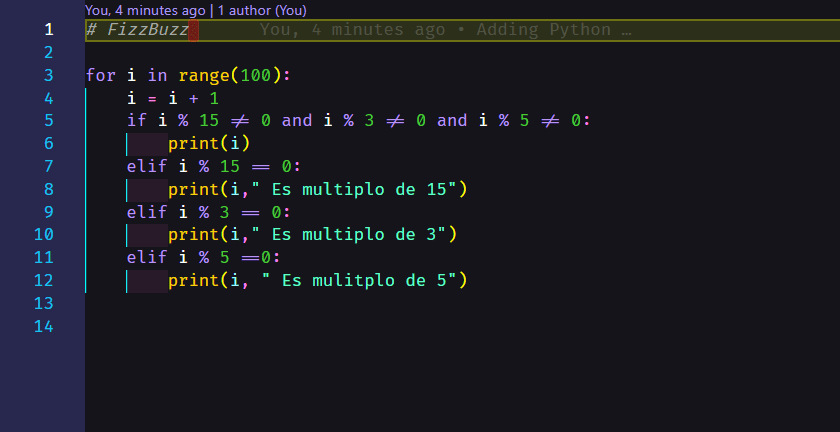 You, 4 minutes ago | 1 author (You)
1 # FizzBuzz You, 4 minutes ago • Adding Python …
2
3 for i in range(100):
4 i = i + 1
5 if i % 15 != 0 and i % 3 != 0 and i % 5 != 0:
6 print(i)
7 elif i % 15 == 0:
8 print(i," Es multiplo de 15")
9 elif i % 3 == 0:
10 print(i," Es multiplo de 3")
11 elif i % 5 ==0:
12 print(i, " Es mulitplo de 5")
13
14